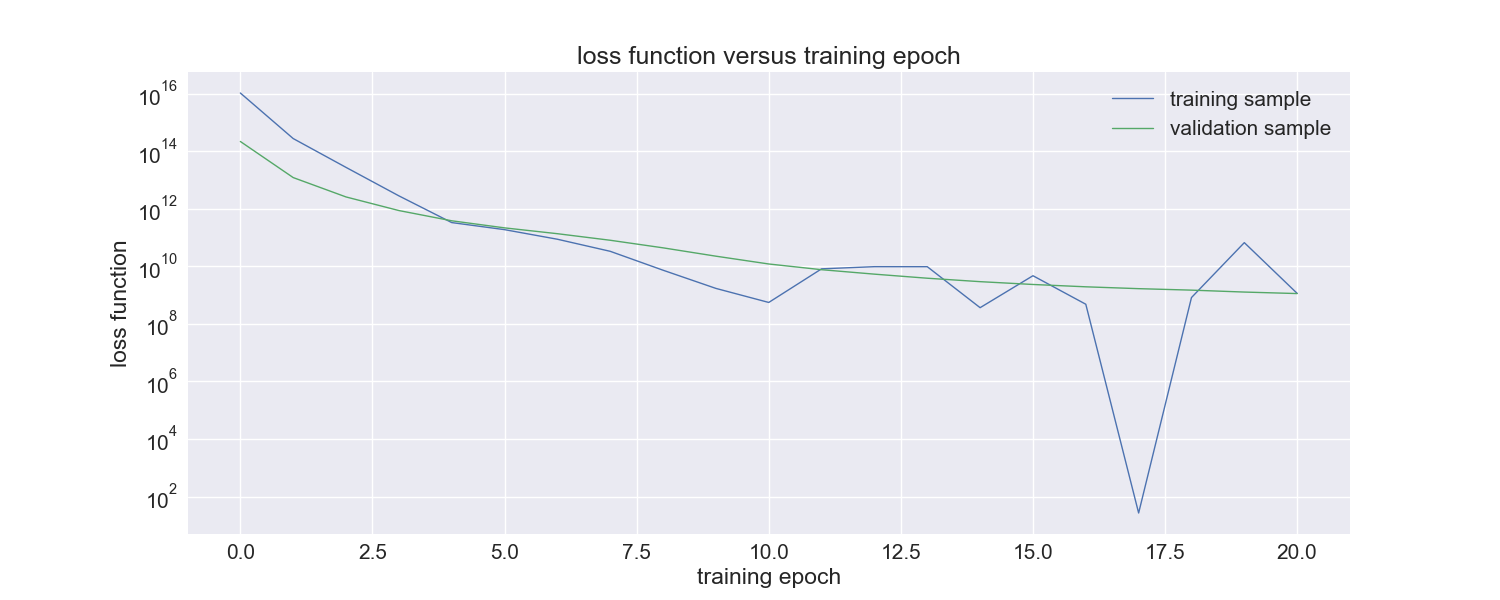 loss function versus training epoch
training sample
validation sample
10^16
10^14
10^12
10^10
10^8
10^6
10^4
10^2
loss function
0.0 2.5 5.0 7.5 10.0 12.5 15.0 17.5 20.0
training epoch